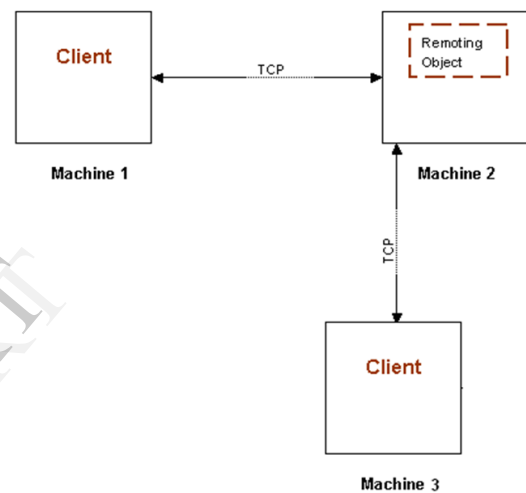 Client
TCP
Remoting
Object
Machine 1
Machine 2
TCP
Client
Machine 3